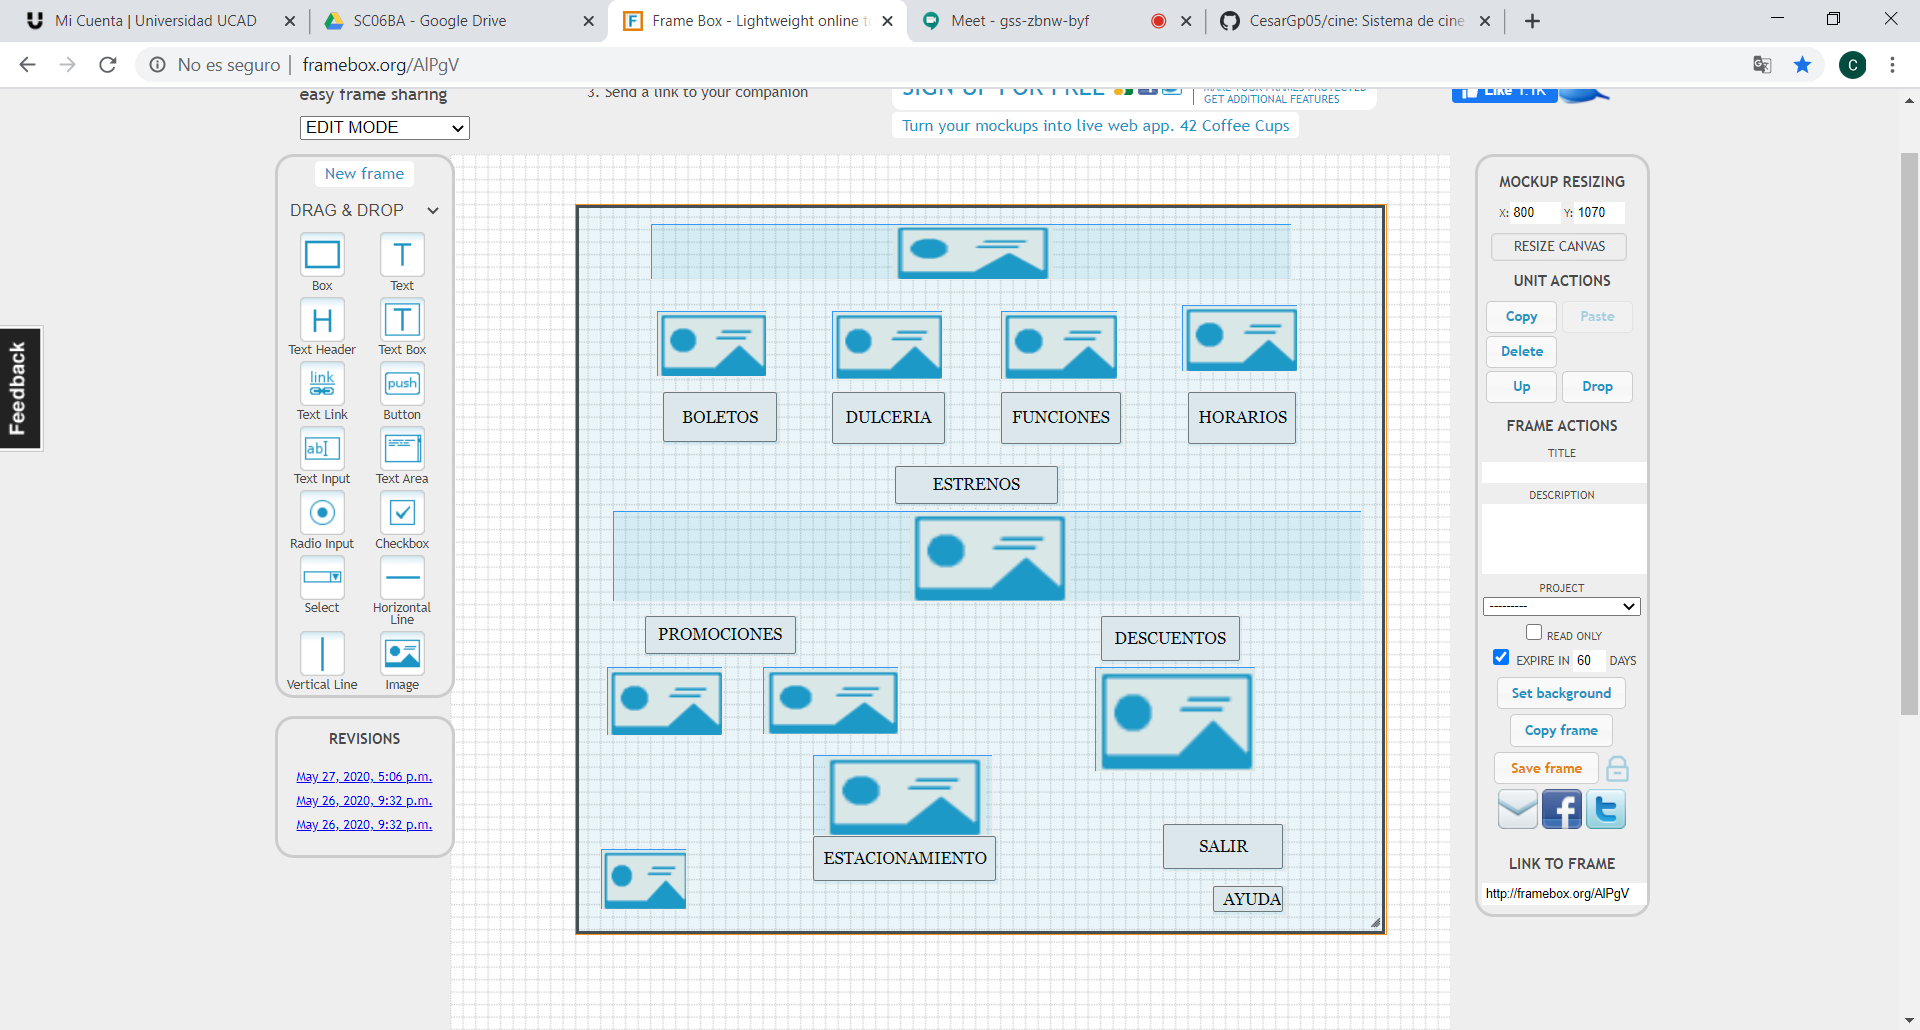 Mi Cuenta | Universidad UCAD
SC06BA - Google Drive
Frame Box - Lightweight online t
Meet - gss-zbnw-byf
CesarGp05/cine: Sistema de cine
No es seguro
framebox.org/AlPgV
C
easy frame sharing
3. Send a link to your companion
SIGN UP FOR FREE
GET ADDITIONAL FEATURES
Like 1.1K
EDIT MODE
Turn your mockups into live web app. 42 Coffee Cups
New frame
DRAG & DROP
Box
Text
Text Header
Text Box
link
push
Text Link
Button
Text Input
Text Area
Radio Input
Checkbox
Select
Horizontal
Line
Vertical Line
Image
REVISIONS
May 27, 2020, 5:06 p.m.
May 26, 2020, 9:32 p.m.
May 26, 2020, 9:32 p.m.
Feedback
BOLETOS
DULCERIA
FUNCIONES
HORARIOS
ESTRENOS
PROMOCIONES
DESCUENTOS
ESTACIONAMIENTO
SALIR
AYUDA
MOCKUP RESIZING
X: 800 Y: 1070
RESIZE CANVAS
UNIT ACTIONS
Copy
Paste
Delete
Up
Drop
FRAME ACTIONS
TITLE
DESCRIPTION
PROJECT
---------
READ ONLY
EXPIRE IN 60 DAYS
Set background
Copy frame
Save frame
LINK TO FRAME
http://framebox.org/AlPgV